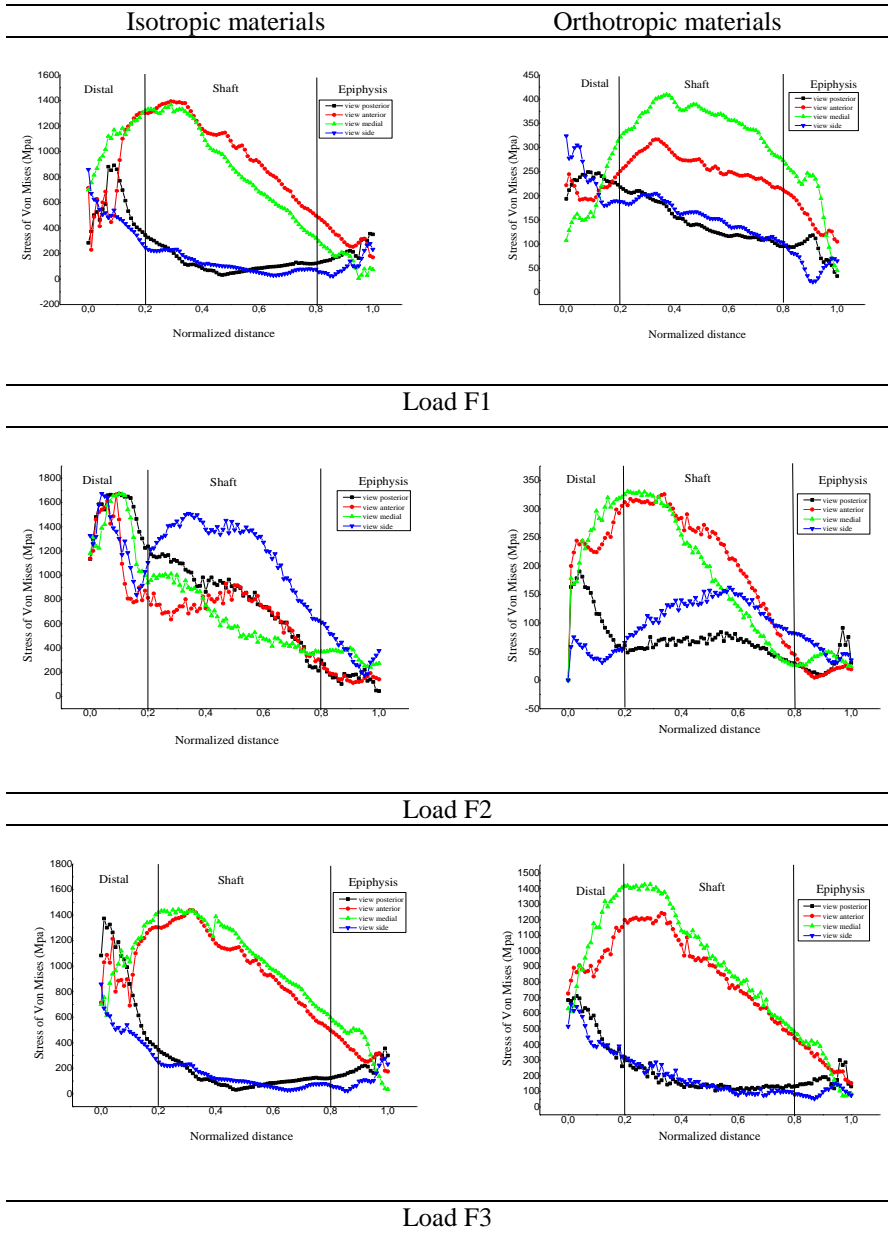 Isotropic materials
Orthotropic materials
Stress of Von Mises (Mpa)
1600
1400
1200
1000
800
600
400
200
0
-200
Distal
Shaft
Epiphysis
view posterior
view anterior
view medial
view side
0,0
0,2
0,4
0,6
0,8
1,0
Normalized distance
Stress of Von Mises (Mpa)
450
400
350
300
250
200
150
100
50
0
Distal
Shaft
Epiphysis
view posterior
view anterior
view medial
view side
0,0
0,2
0,4
0,6
0,8
1,0
Normalized distance
Load F1
Stress of Von Mises (Mpa)
1800
1600
1400
1200
1000
800
600
400
200
0
Distal
Shaft
Epiphysis
view posterior
view anterior
view medial
view side
0,0
0,2
0,4
0,6
0,8
1,0
Normalized distance
Stress of Von Mises (Mpa)
350
300
250
200
150
100
50
0
-50
Distal
Shaft
Epiphysis
view posterior
view anterior
view medial
view side
0,0
0,2
0,4
0,6
0,8
1,0
Normalized distance
Load F2
Stress of Von Mises (Mpa)
1800
1600
1400
1200
1000
800
600
400
200
0
Distal
Shaft
Epiphysis
view posterior
view anterior
view medial
view side
0,0
0,2
0,4
0,6
0,8
1,0
Normalized distance
Stress of Von Mises (Mpa)
1500
1400
1300
1200
1100
1000
900
800
700
600
500
400
300
200
100
0
Distal
Shaft
Epiphysis
view posterior
view anterior
view medial
view side
0,0
0,2
0,4
0,6
0,8
1,0
Normalized distance
Load F3